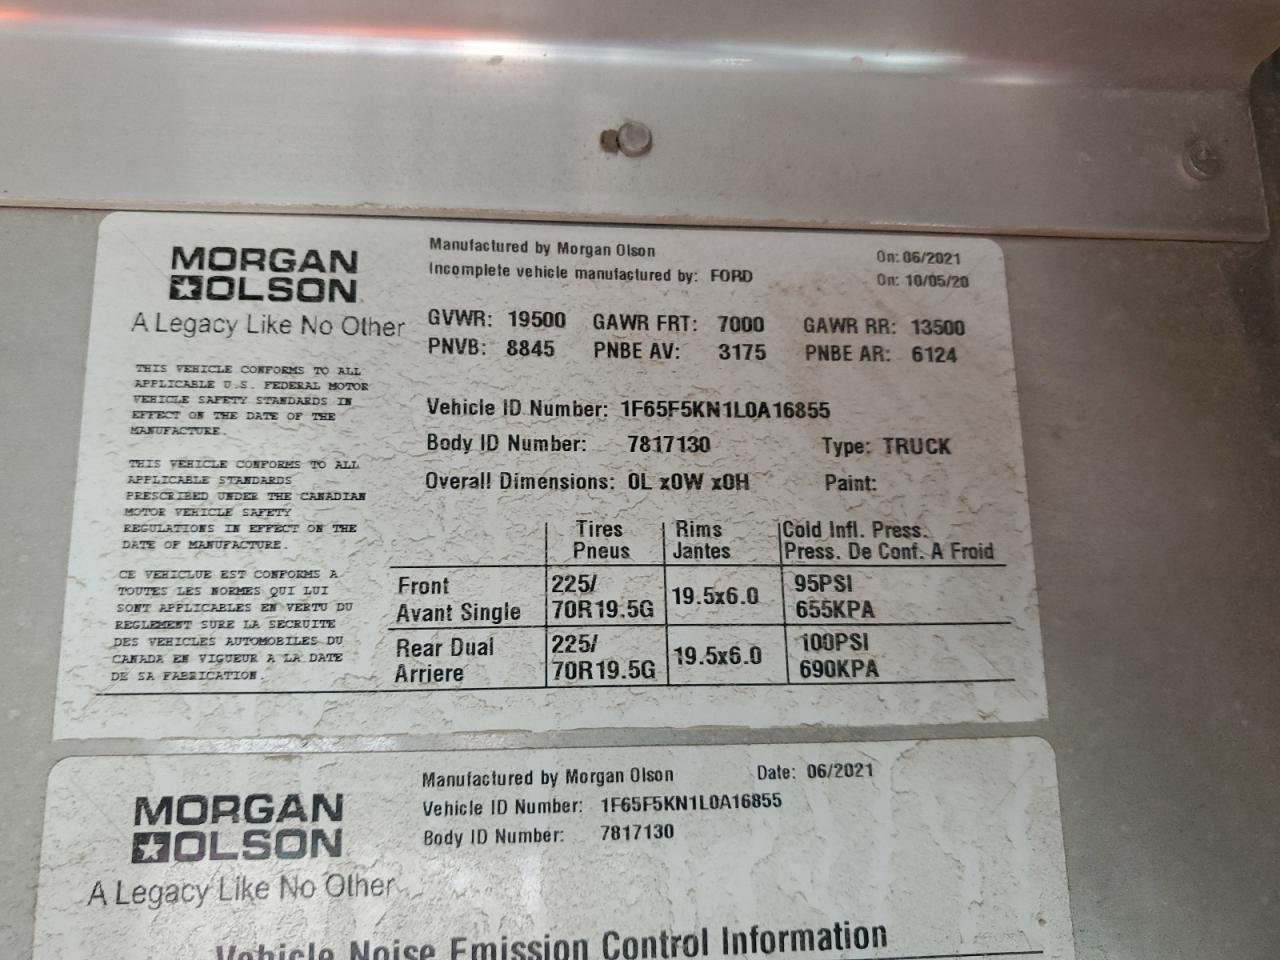 MORGAN
OLSON
A Legacy Like No Other
Manufactured by Morgan Olson On: 06/2021
Incomplete vehicle manufactured by: FORD On: 10/05/20
GVWR: 19500 GAWR FRT: 7000 GAWR RR: 13500
PNVB: 8845 PNBE AV: 3175 PNBE AR: 6124
Vehicle ID Number: 1F65F5KN1L0A16855
Body ID Number: 7817130 Type: TRUCK
Overall Dimensions: 0L x0W x0H Paint:
THIS VEHICLE CONFORMS TO ALL
APPLICABLE U.S. FEDERAL MOTOR
VEHICLE SAFETY STANDARDS IN
EFFECT ON THE DATE OF THE
MANUFACTURE.
THIS VEHICLE CONFORMS TO ALL
APPLICABLE STANDARDS
PRESCRIBED UNDER THE CANADIAN
MOTOR VEHICLE SAFETY
REGULATIONS IN EFFECT ON THE
DATE OF MANUFACTURE.
CE VEHICLUE EST CONFORMS A
TOUTES LES NORMES QUI LUI
SONT APPLICABLES EN VERTU DU
REGLEMENT SURE LA SECRUITE
DES VEHICLES AUTOMOBILES DU
CANADA EN VIGUEUR A LA DATE
DE SA FABRICATION.
Tires Rims Cold Infl. Press.
Pneus Jantes Press. De Conf. A Froid
Front 225/ 19.5x6.0 95PSI
Avant Single 70R19.5G 655KPA
Rear Dual 225/ 19.5x6.0 100PSI
Arriere 70R19.5G 690KPA
MORGAN
OLSON
A Legacy Like No Other
Manufactured by Morgan Olson Date: 06/2021
Vehicle ID Number: 1F65F5KN1L0A16855
Body ID Number: 7817130
Vehicle Noise Emission Control Information